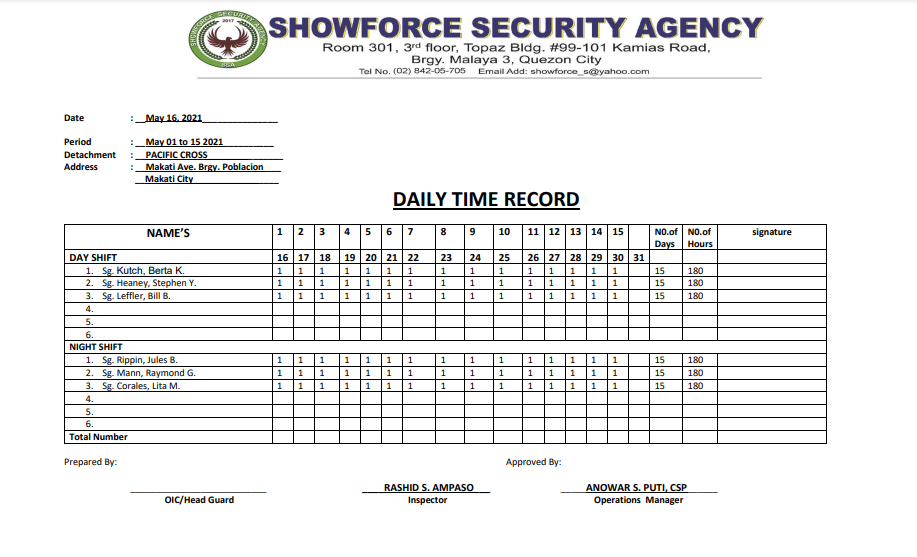 SHOWFORCE SECURITY AGENCY
2017
SSA
SHOWFORCE SECURITY AGENCY
Room 301, 3rd floor, Topaz Bldg. #99-101 Kamias Road,
Brgy. Malaya 3, Quezon City
Tel No. (02) 842-05-705 Email Add: showforce_s@yahoo.com
Date : May 16, 2021
Period : May 01 to 15 2021
Detachment : PACIFIC CROSS
Address : Makati Ave. Brgy. Poblacion
Makati City
DAILY TIME RECORD
NAME'S 1 2 3 4 5 6 7 8 9 10 11 12 13 14 15 N0.of Days N0.of Hours signature
DAY SHIFT 16 17 18 19 20 21 22 23 24 25 26 27 28 29 30 31
1. Sg. Kutch, Berta K. 1 1 1 1 1 1 1 1 1 1 1 1 1 1 1 15 180
2. Sg. Heaney, Stephen Y. 1 1 1 1 1 1 1 1 1 1 1 1 1 1 1 15 180
3. Sg. Leffler, Bill B. 1 1 1 1 1 1 1 1 1 1 1 1 1 1 1 15 180
4.
5.
6.
NIGHT SHIFT
1. Sg. Rippin, Jules B. 1 1 1 1 1 1 1 1 1 1 1 1 1 1 1 15 180
2. Sg. Mann, Raymond G. 1 1 1 1 1 1 1 1 1 1 1 1 1 1 1 15 180
3. Sg. Corales, Lita M. 1 1 1 1 1 1 1 1 1 1 1 1 1 1 1 15 180
4.
5.
6.
Total Number
Prepared By: Approved By:
RASHID S. AMPASO ANOWAR S. PUTI, CSP
OIC/Head Guard Inspector Operations Manager